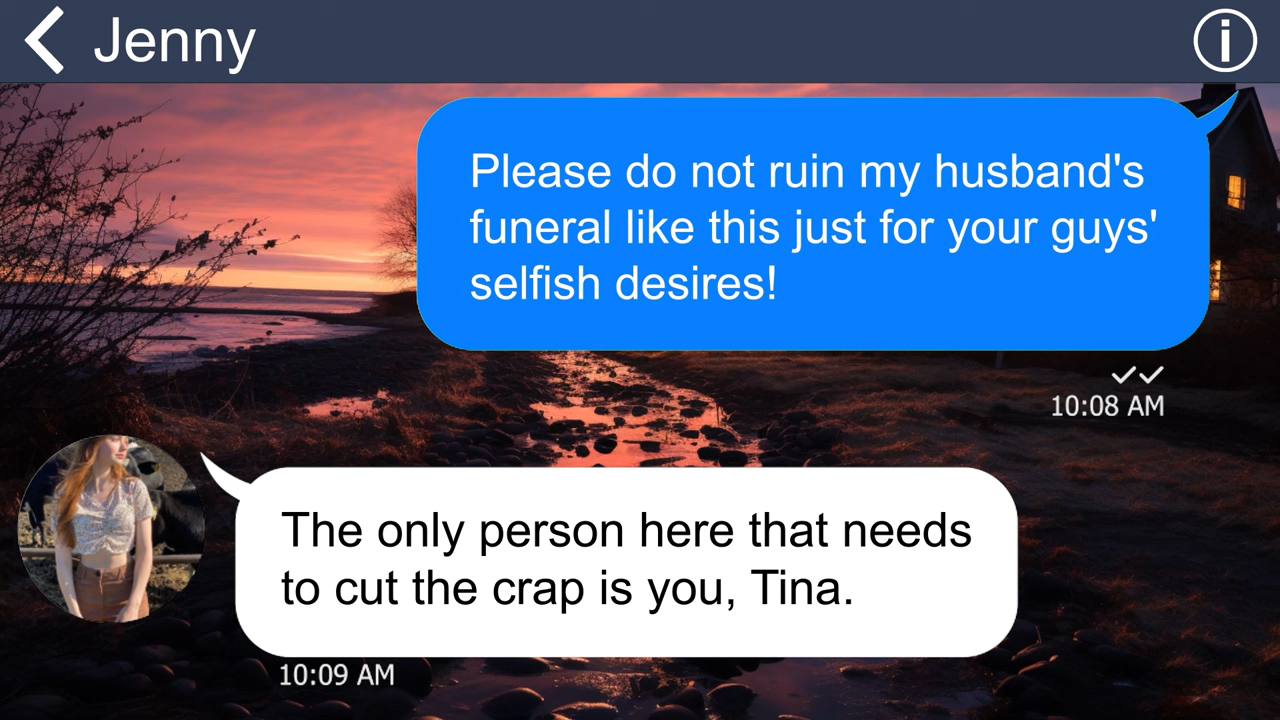 Jenny
Please do not ruin my husband's
funeral like this just for your guys'
selfish desires!
10:08 AM
The only person here that needs
to cut the crap is you, Tina.
10:09 AM